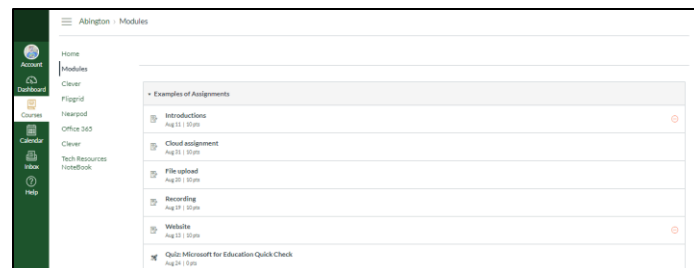 Abington › Modules
Account
Dashboard
Courses
Calendar
Inbox
Help
Home
Modules
Clever
Flipgrid
Nearpod
Office 365
Clever
Tech Resources
NoteBook
Examples of Assignments
Introductions
Aug 11 | 10 pts
Cloud assignment
Aug 21 | 10 pts
File upload
Aug 20 | 10 pts
Recording
Aug 19 | 10 pts
Website
Aug 13 | 10 pts
Quiz: Microsoft for Education Quick Check
Aug 24 | 0 pts